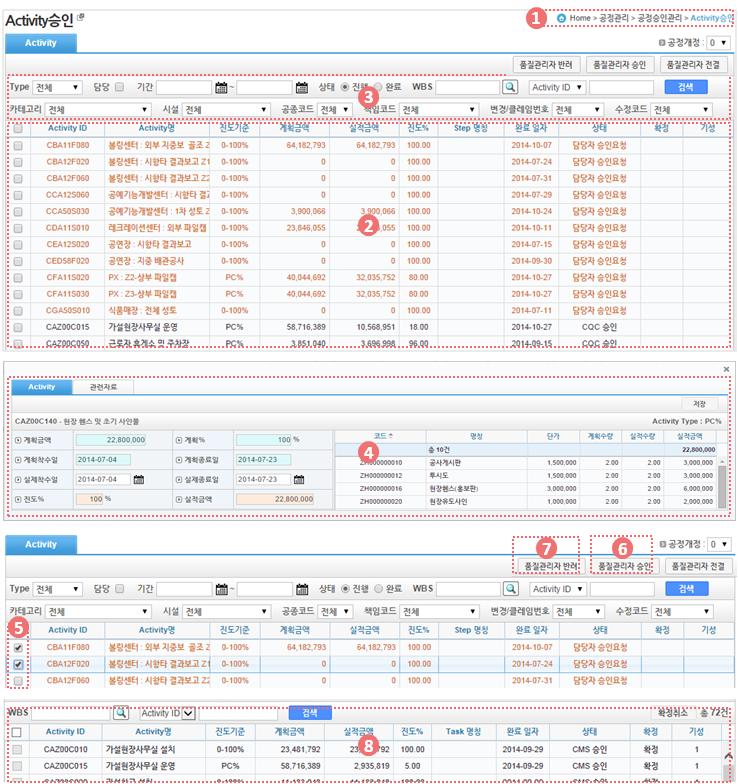 Activity승인
1
Home > 공정관리 > 공정승인관리 > Activity승인
Activity
공정개정 : 0
품질관리자 반려 품질관리자 승인 품질관리자 전결
Type 전체 담당 기간 ~ 상태 진행 완료 WBS Activity ID 검색
3
카테고리 전체 시설 전체 공종코드 전체 책임코드 전체 변경/클레임번호 전체 수정코드 전체
Activity ID Activity명 진도기준 계획금액 실적금액 진도% Step 명칭 완료 일자 상태 확정 기성
CBA11F080 볼링센터 : 외부 지중보 골조 2 0-100% 64,182,793 64,182,793 100.00 2014-10-07 담당자 승인요청
CBA12F020 볼링센터 : 시항타 결과보고 Z1 0-100% 0 0 100.00 2014-07-24 담당자 승인요청
CBA12F060 볼링센터 : 시항타 결과보고 Z2 0-100% 0 0 100.00 2014-07-31 담당자 승인요청
CCA12S060 공예기능개발센터 : 시항타 결과 0-100% 0 0 100.00 2014-07-29 담당자 승인요청
CCA50S030 공예기능개발센터 : 1차 성토 2 0-100% 3,900,066 3,900,066 100.00 2014-10-24 담당자 승인요청
CDA11S010 레크리에이션센터 : 외부 파일캡 0-100% 23,846,055 100.00 2014-10-11 담당자 승인요청
2
CEA12S020 공연장 : 시항타 결과보고 0-100% 0 0 100.00 2014-07-15 담당자 승인요청
CED58F020 공연장 : 지중 배관공사 0-100% 0 0 100.00 2014-09-30 담당자 승인요청
CFA11S020 PX : Z2-상부 파일캡 PC% 40,044,692 32,035,752 80.00 2014-10-27 담당자 승인요청
CFA11S030 PX : Z3-상부 파일캡 PC% 40,044,692 32,035,752 80.00 2014-10-27 담당자 승인요청
CGA50S010 식품매장 : 전체 성토 0-100% 0 0 100.00 2014-07-11 담당자 승인요청
CAZ00C015 가설현장사무실 운영 PC% 58,716,389 10,568,951 18.00 2014-10-27 CQC 승인
CAZ00C050 근로자 휴게소 및 주차장 PC% 3,851,040 3,696,998 96.00 2014-09-15 CQC 승인
Activity 관련자료
저장
CAZ00C140 - 현장 휀스 및 초기 사인물 Activity Type : PC%
계획금액 22,800,000 계획% 100 %
계획착수일 2014-07-04 계획종료일 2014-07-23
실제착수일 2014-07-04 실제종료일 2014-07-23
진도% 100 % 실적금액 22,800,000
코드 명칭 단가 계획수량 실적수량 실적금액
총 10건 22,800,000
4
ZH000000010 공사게시판 1,500,000 2.00 2.00 3,000,000
ZH000000012 투시도 1,500,000 2.00 2.00 3,000,000
ZH000000016 현장휀스(홍보판) 3,000,000 2.00 2.00 6,000,000
ZH000000020 현장유도사인 1,000,000 2.00 2.00 2,000,000
Activity
7 6
공정개정 : 0
품질관리자 반려 품질관리자 승인 품질관리자 전결
Type 전체 담당 기간 ~ 상태 진행 완료 WBS Activity ID 검색
카테고리 전체 시설 전체 공종코드 전체 책임코드 전체 변경/클레임번호 전체 수정코드 전체
5
Activity ID Activity명 진도기준 계획금액 실적금액 진도% Step 명칭 완료 일자 상태 확정 기성
CBA11F080 볼링센터 : 외부 지중보 골조 2 0-100% 64,182,793 64,182,793 100.00 2014-10-07 담당자 승인요청
CBA12F020 볼링센터 : 시항타 결과보고 Z1 0-100% 0 0 100.00 2014-07-24 담당자 승인요청
CBA12F060 볼링센터 : 시항타 결과보고 Z2 0-100% 0 0 100.00 2014-07-31 담당자 승인요청
WBS Activity ID 검색 확정취소 총 72건
Activity ID Activity명 진도기준 계획금액 실적금액 진도% Task 명칭 완료 일자 상태 확정 기성
8
CAZ00C010 가설현장사무실 설치 0-100% 23,481,792 100.00 2014-09-29 CMS 승인 확정 1
CAZ00C015 가설현장사무실 운영 PC% 58,716,389 2,935,819 5.00 2014-09-29 CMS 승인 확정 1